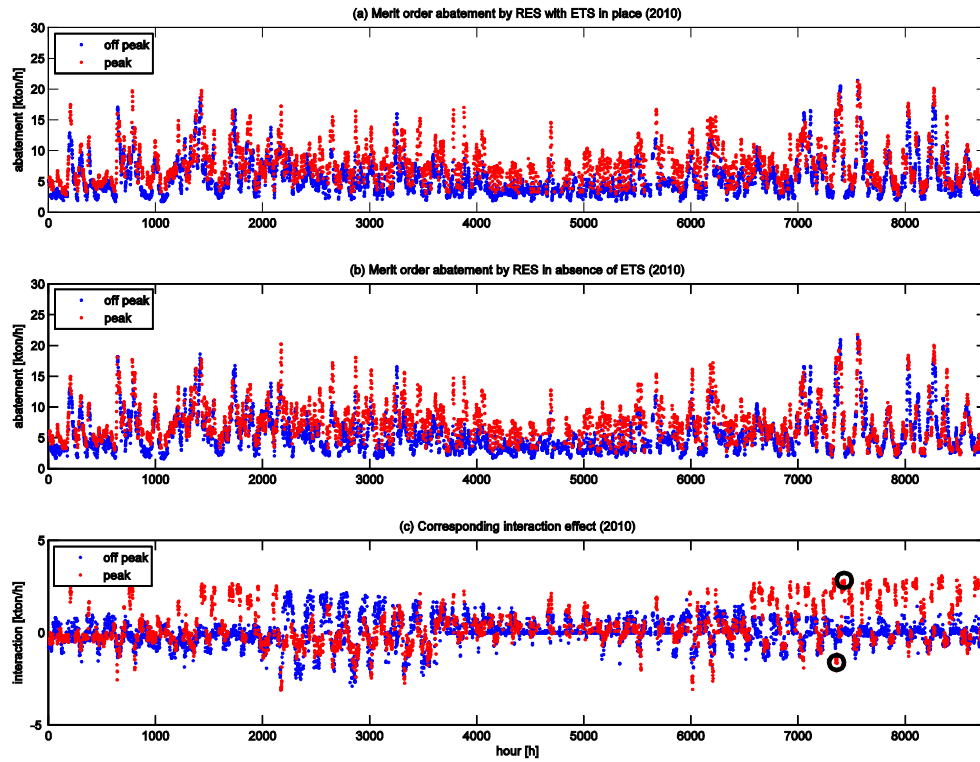 (a) Merit order abatement by RES with ETS in place (2010)
30
25
20
15
10
5
0
abatement [kton/h]
off peak
peak
0 1000 2000 3000 4000 5000 6000 7000 8000
(b) Merit order abatement by RES in absence of ETS (2010)
30
25
20
15
10
5
0
abatement [kton/h]
off peak
peak
0 1000 2000 3000 4000 5000 6000 7000 8000
(c) Corresponding interaction effect (2010)
5
0
-5
interaction [kton/h]
off peak
peak
0 1000 2000 3000 4000 5000 6000 7000 8000
hour [h]